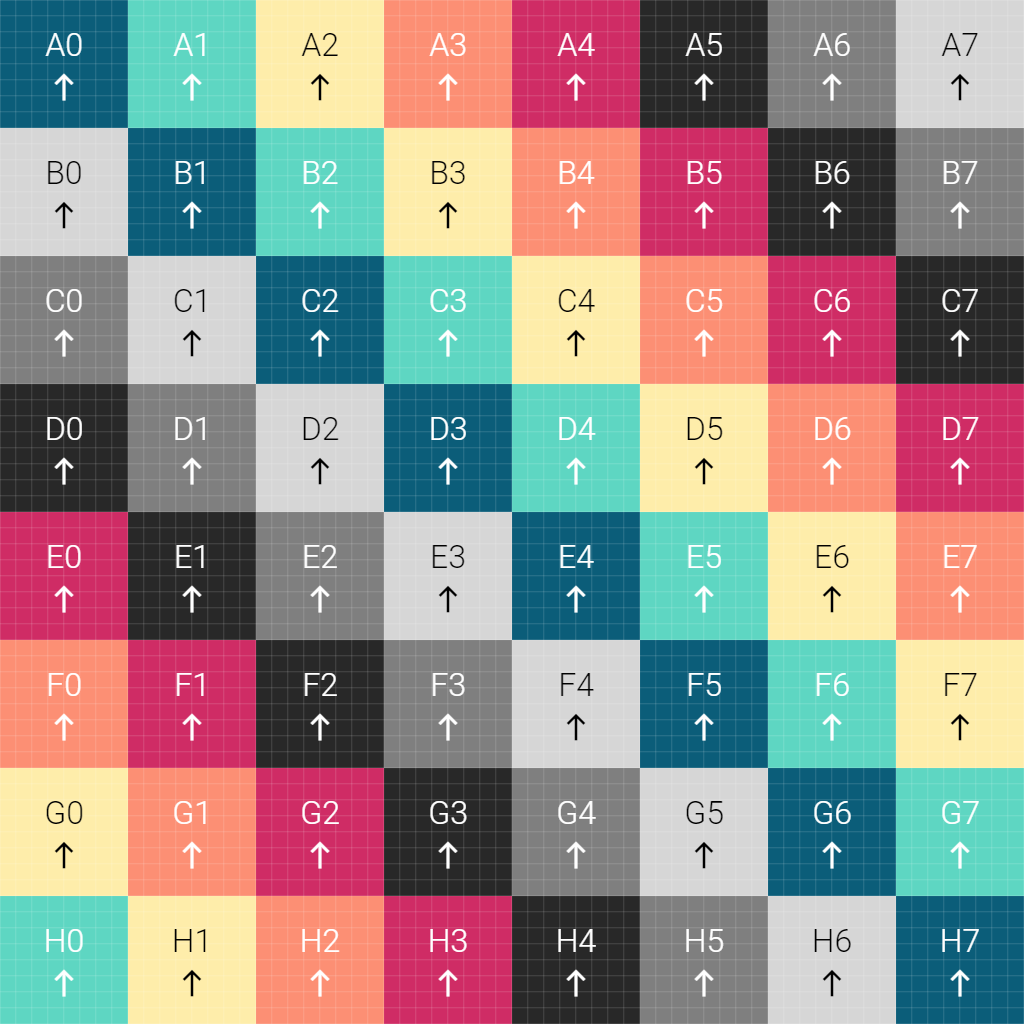 A0 A1 A2 A3 A4 A5 A6 A7
↑ ↑ ↑ ↑ ↑ ↑ ↑ ↑
B0 B1 B2 B3 B4 B5 B6 B7
↑ ↑ ↑ ↑ ↑ ↑ ↑ ↑
C0 C1 C2 C3 C4 C5 C6 C7
↑ ↑ ↑ ↑ ↑ ↑ ↑ ↑
D0 D1 D2 D3 D4 D5 D6 D7
↑ ↑ ↑ ↑ ↑ ↑ ↑ ↑
E0 E1 E2 E3 E4 E5 E6 E7
↑ ↑ ↑ ↑ ↑ ↑ ↑ ↑
F0 F1 F2 F3 F4 F5 F6 F7
↑ ↑ ↑ ↑ ↑ ↑ ↑ ↑
G0 G1 G2 G3 G4 G5 G6 G7
↑ ↑ ↑ ↑ ↑ ↑ ↑ ↑
H0 H1 H2 H3 H4 H5 H6 H7
↑ ↑ ↑ ↑ ↑ ↑ ↑ ↑